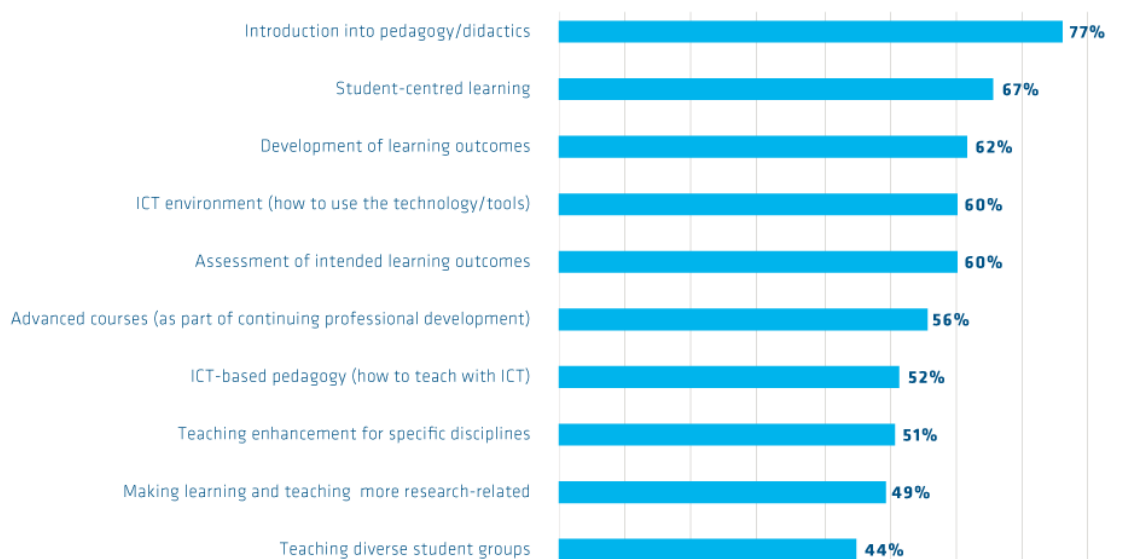 Introduction into pedagogy/didactics 77%
Student-centred learning 67%
Development of learning outcomes 62%
ICT environment (how to use the technology/tools) 60%
Assessment of intended learning outcomes 60%
Advanced courses (as part of continuing professional development) 56%
ICT-based pedagogy (how to teach with ICT) 52%
Teaching enhancement for specific disciplines 51%
Making learning and teaching more research-related 49%
Teaching diverse student groups 44%